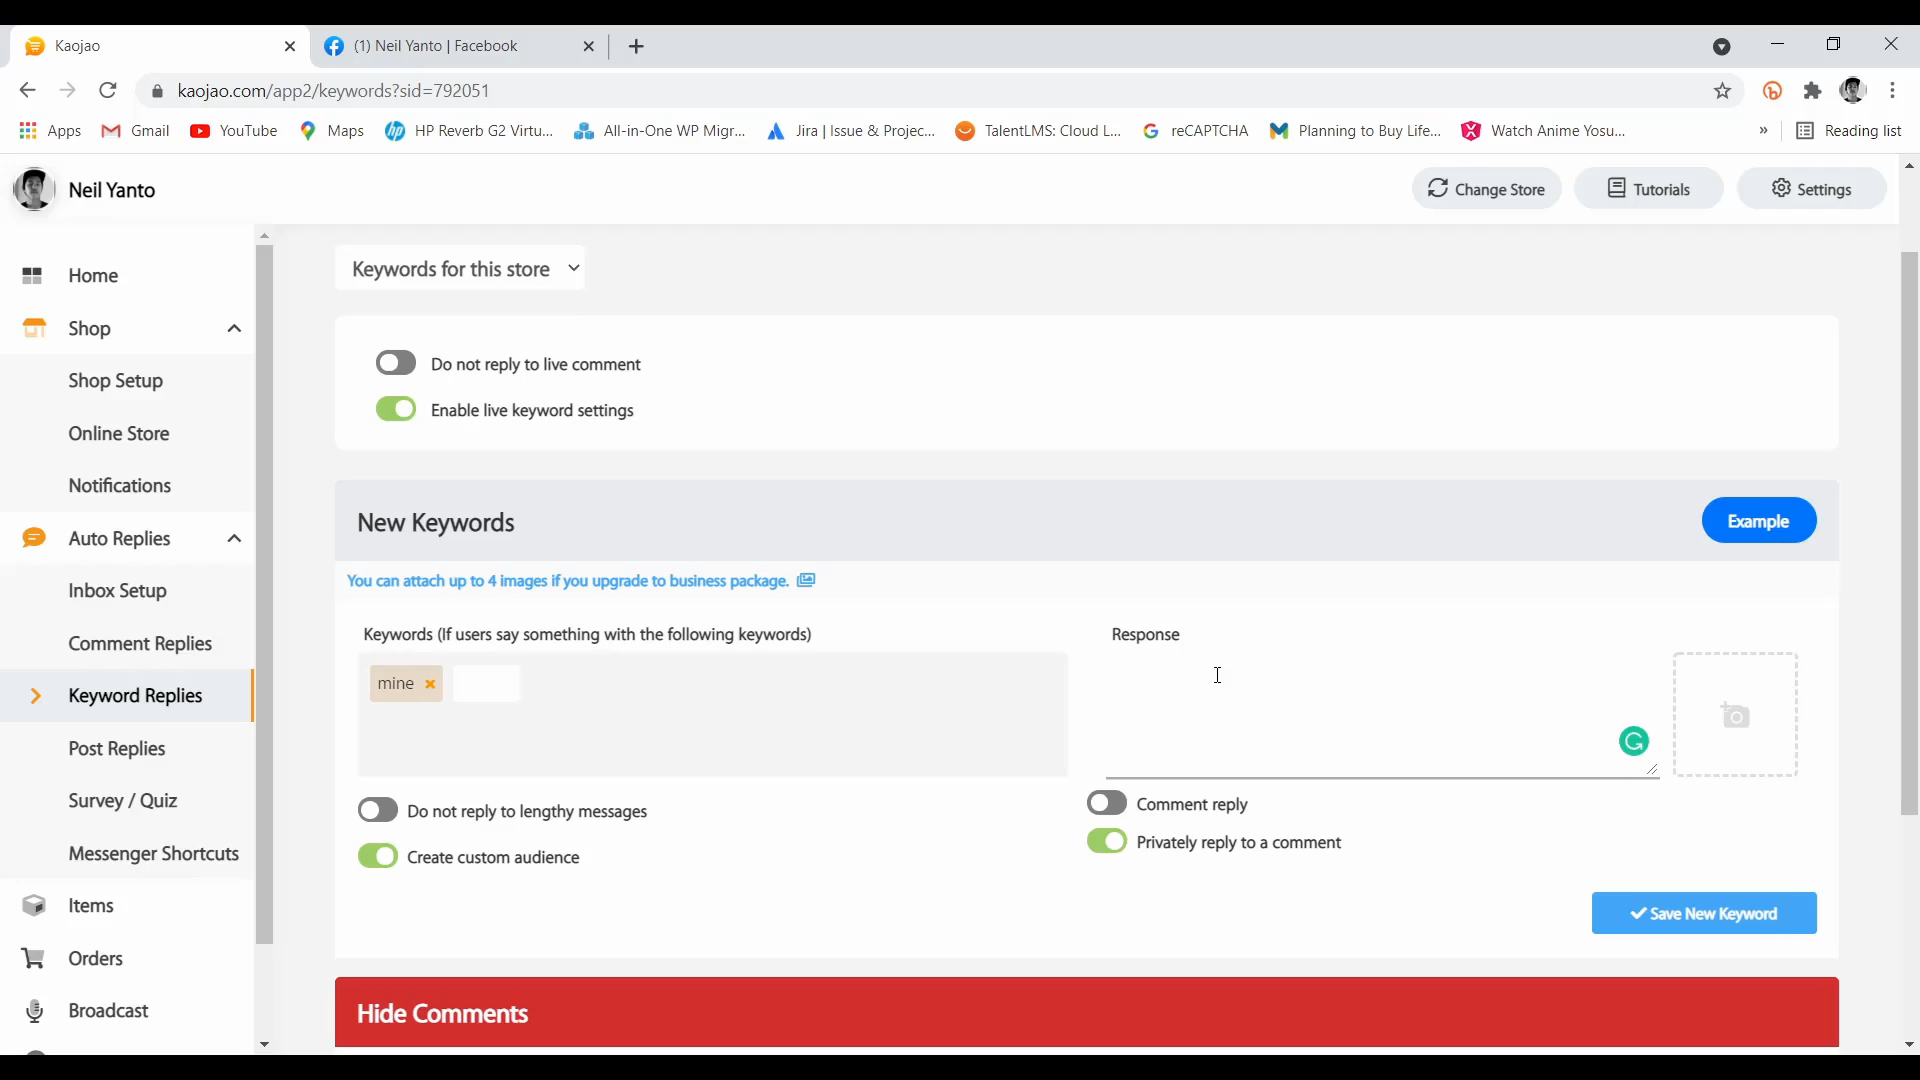 Kaojao
(1) Neil Yanto | Facebook
kaojao.com/app2/keywords?sid=792051
Apps
Gmail
YouTube
Maps
HP Reverb G2 Virtu...
All-in-One WP Migr...
Jira | Issue & Projec...
TalentLMS: Cloud L...
reCAPTCHA
Planning to Buy Life...
Watch Anime Yosu...
»
Reading list
Neil Yanto
Change Store
Tutorials
Settings
Home
Shop
Shop Setup
Online Store
Notifications
Auto Replies
Inbox Setup
Comment Replies
Keyword Replies
Post Replies
Survey / Quiz
Messenger Shortcuts
Items
Orders
Broadcast
Keywords for this store
Do not reply to live comment
Enable live keyword settings
New Keywords
Example
You can attach up to 4 images if you upgrade to business package.
Keywords (If users say something with the following keywords)
Response
mine
Do not reply to lengthy messages
Create custom audience
Comment reply
Privately reply to a comment
Save New Keyword
Hide Comments